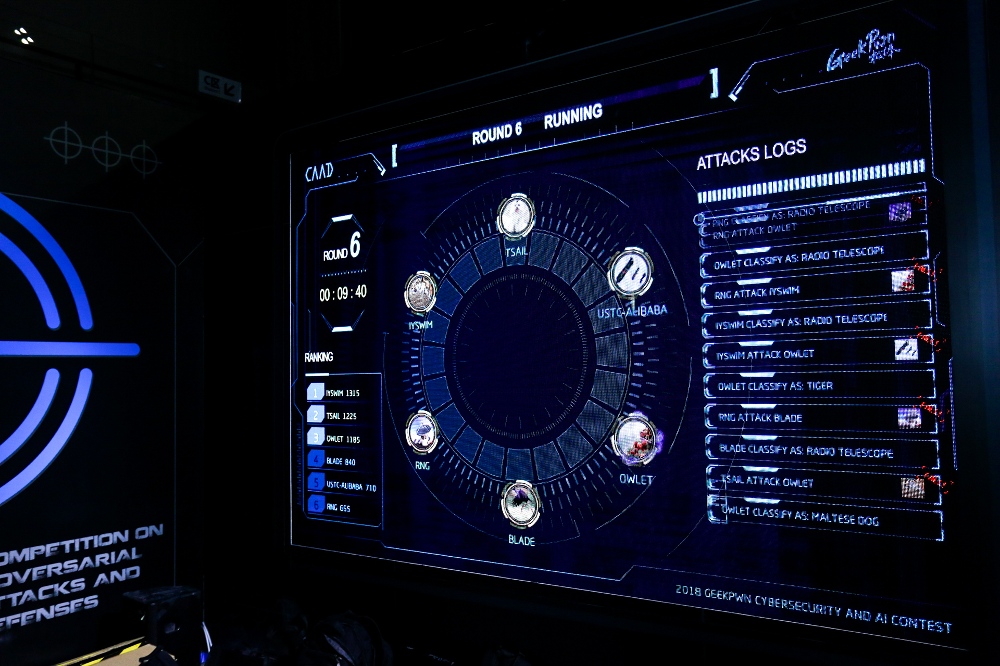 GeekPwn
ROUND 6 RUNNING
CAAD
ROUND 6
00 : 09 : 40
RANKING
1 IYSWIM 1315
2 TSAIL 1225
3 OWLET 1185
4 BLADE 840
5 USTC-ALIBABA 710
6 RNG 655
TSAIL
USTC-ALIBABA
IYSWIM
RNG
OWLET
BLADE
ATTACKS LOGS
RNG CLASSIFY AS: RADIO TELESCOPE
RNG ATTACK OWLET
OWLET CLASSIFY AS: RADIO TELESCOPE
RNG ATTACK IYSWIM
IYSWIM CLASSIFY AS: RADIO TELESCOPE
IYSWIM ATTACK OWLET
OWLET CLASSIFY AS: TIGER
RNG ATTACK BLADE
BLADE CLASSIFY AS: RADIO TELESCOPE
TSAIL ATTACK OWLET
OWLET CLASSIFY AS: MALTESE DOG
2018 GEEKPWN CYBERSECURITY AND AI CONTEST
OMPETITION ON
DVERSARIAL
TTACKS AND
EFENSES